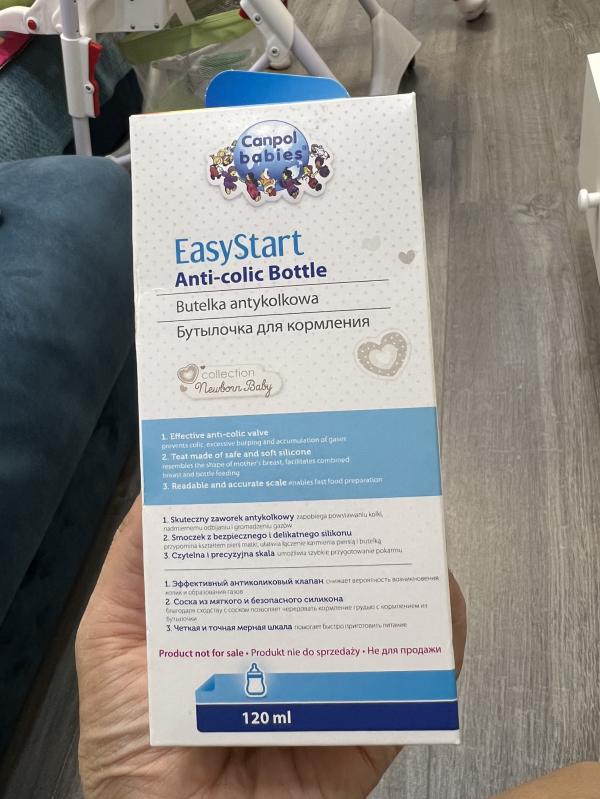 Canpol
babies
EasyStart
Anti-colic Bottle
Butelka antykolkowa
Бутылочка для кормления
collection
Newborn Baby
1. Effective anti-colic valve
prevents colic, excessive burping and accumulation of gases
2. Teat made of safe and soft silicone
resembles the shape of mother's breast, facilitates combined
breast and bottle feeding
3. Readable and accurate scale enables fast food preparation
1. Skuteczny zaworek antykolkowy zapobiega powstawaniu kolki,
nadmiernemu odbijaniu i gromadzeniu gazów
2. Smoczek z bezpiecznego i delikatnego silikonu
przypomina kształtem pierś matki, ułatwia łączenie karmienia piersią i butelką
3. Czytelna i precyzyjna skala umożliwia szybkie przygotowanie pokarmu
1. Эффективный антиколиковый клапан снижает вероятность возникновения
колик и образования газов
2. Соска из мягкого и безопасного силикона
благодаря сходству с соском позволяет чередовать кормление грудью с кормлением из
бутылочки
3. Четкая и точная мерная шкала помогает быстро приготовить питание
Product not for sale • Produkt nie do sprzedaży • Не для продажи
120 ml